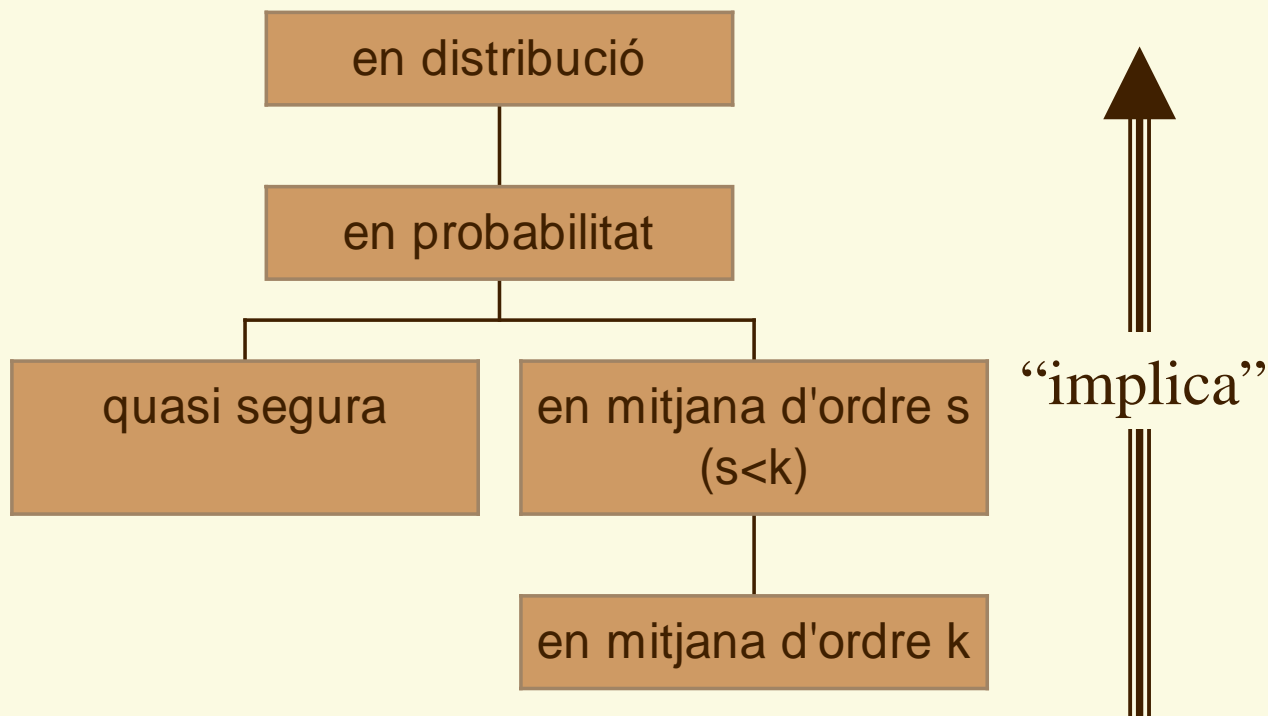 en distribució
en probabilitat
quasi segura
en mitjana d'ordre s
(s<k)
“implica”
en mitjana d'ordre k